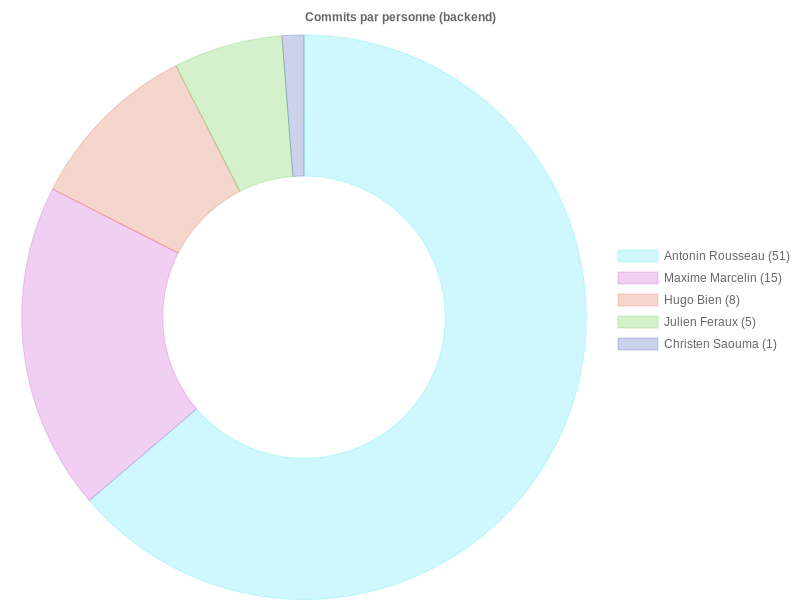 Commits par personne (backend)
Antonin Rousseau (51)
Maxime Marcelin (15)
Hugo Bien (8)
Julien Feraux (5)
Christen Saouma (1)